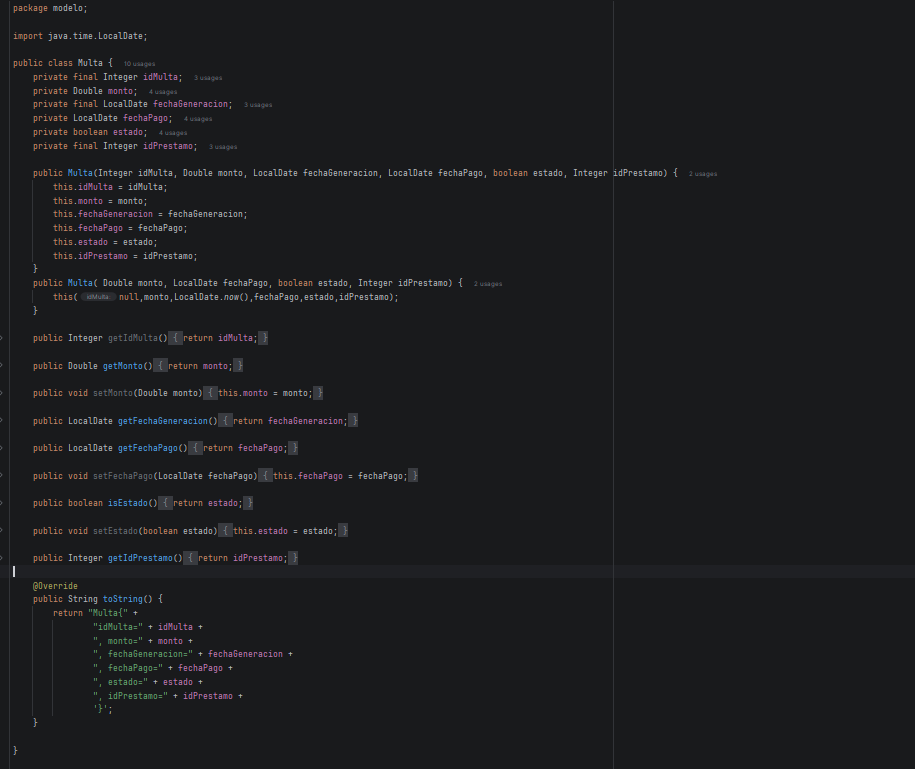 package modelo;
import java.time.LocalDate;
public class Multa { 10 usages
private final Integer idMulta; 3 usages
private Double monto; 4 usages
private final LocalDate fechaGeneracion; 3 usages
private LocalDate fechaPago; 4 usages
private boolean estado; 4 usages
private final Integer idPrestamo; 3 usages
public Multa(Integer idMulta, Double monto, LocalDate fechaGeneracion, LocalDate fechaPago, boolean estado, Integer idPrestamo) { 2 usages
this.idMulta = idMulta;
this.monto = monto;
this.fechaGeneracion = fechaGeneracion;
this.fechaPago = fechaPago;
this.estado = estado;
this.idPrestamo = idPrestamo;
}
public Multa( Double monto, LocalDate fechaPago, boolean estado, Integer idPrestamo) { 2 usages
this( idMulta: null,monto,LocalDate.now(),fechaPago,estado,idPrestamo);
}
public Integer getIdMulta() { return idMulta; }
public Double getMonto() { return monto; }
public void setMonto(Double monto) { this.monto = monto; }
public LocalDate getFechaGeneracion() { return fechaGeneracion; }
public LocalDate getFechaPago() { return fechaPago; }
public void setFechaPago(LocalDate fechaPago) { this.fechaPago = fechaPago; }
public boolean isEstado() { return estado; }
public void setEstado(boolean estado) { this.estado = estado; }
public Integer getIdPrestamo() { return idPrestamo; }
@Override
public String toString() {
return "Multa{" +
"idMulta=" + idMulta +
", monto=" + monto +
", fechaGeneracion=" + fechaGeneracion +
", fechaPago=" + fechaPago +
", estado=" + estado +
", idPrestamo=" + idPrestamo +
'}';
}
}